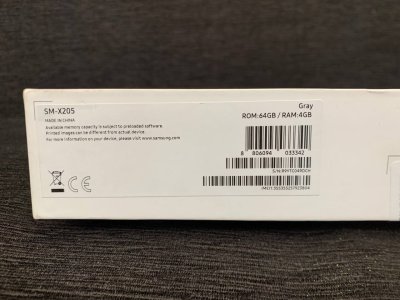 SM-X205
MADE IN CHINA
Available memory capacity is subject to preloaded software.
Printed images can be different from actual device.
For more information on your device, please visit www.samsung.com
Gray
ROM:64GB / RAM:4GB
8 806094 033342
CE